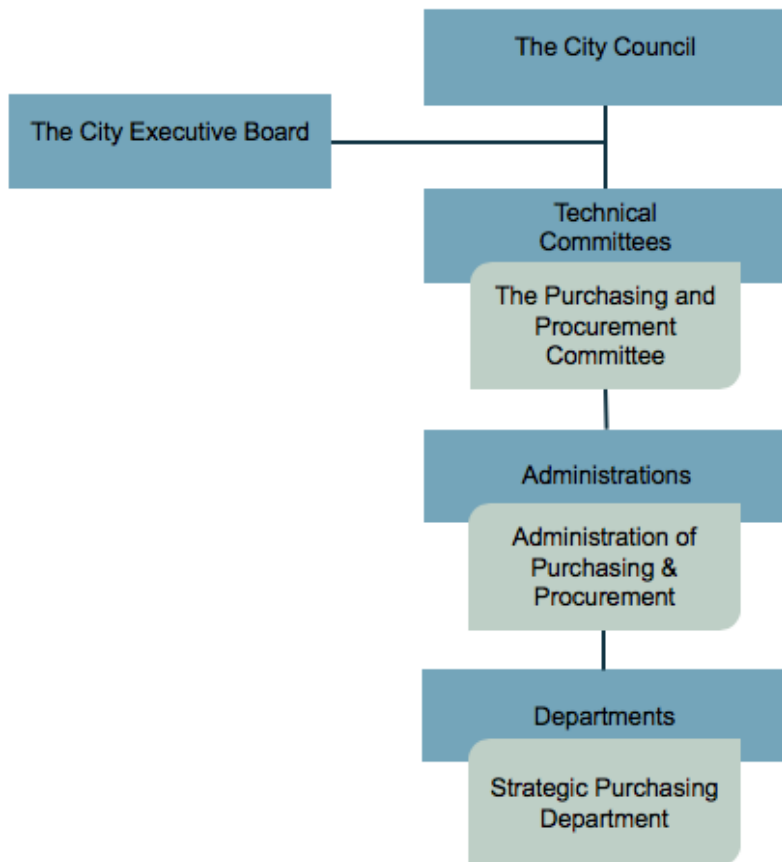 The City Council
The City Executive Board
Technical
Committees
The Purchasing and
Procurement
Committee
Administrations
Administration of
Purchasing &
Procurement
Departments
Strategic Purchasing
Department